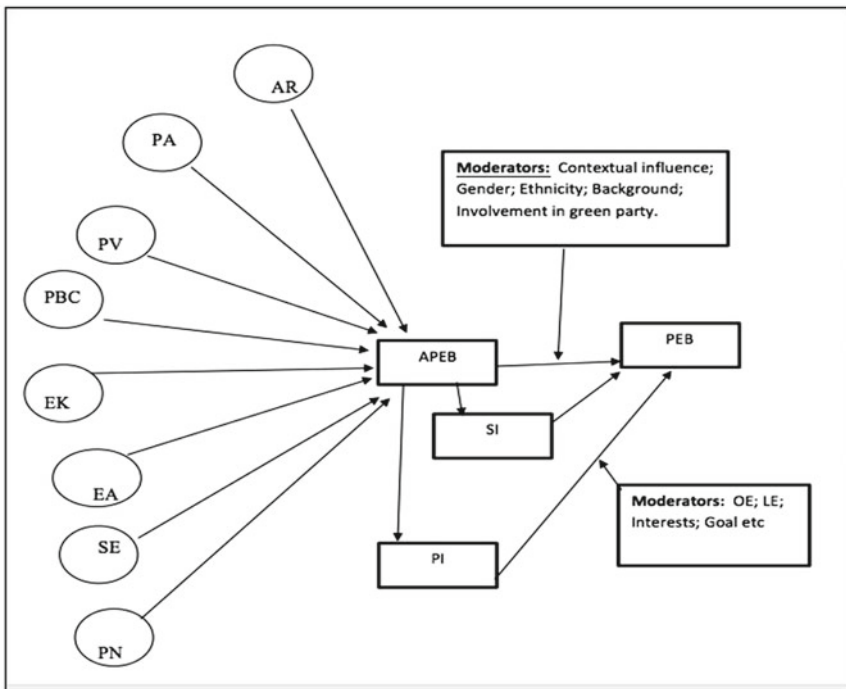 AR
PA
PV
PBC
EK
EA
SE
PN
Moderators: Contextual influence;
Gender; Ethnicity; Background;
Involvement in green party.
APEB
PEB
SI
PI
Moderators: OE; LE;
Interests; Goal etc